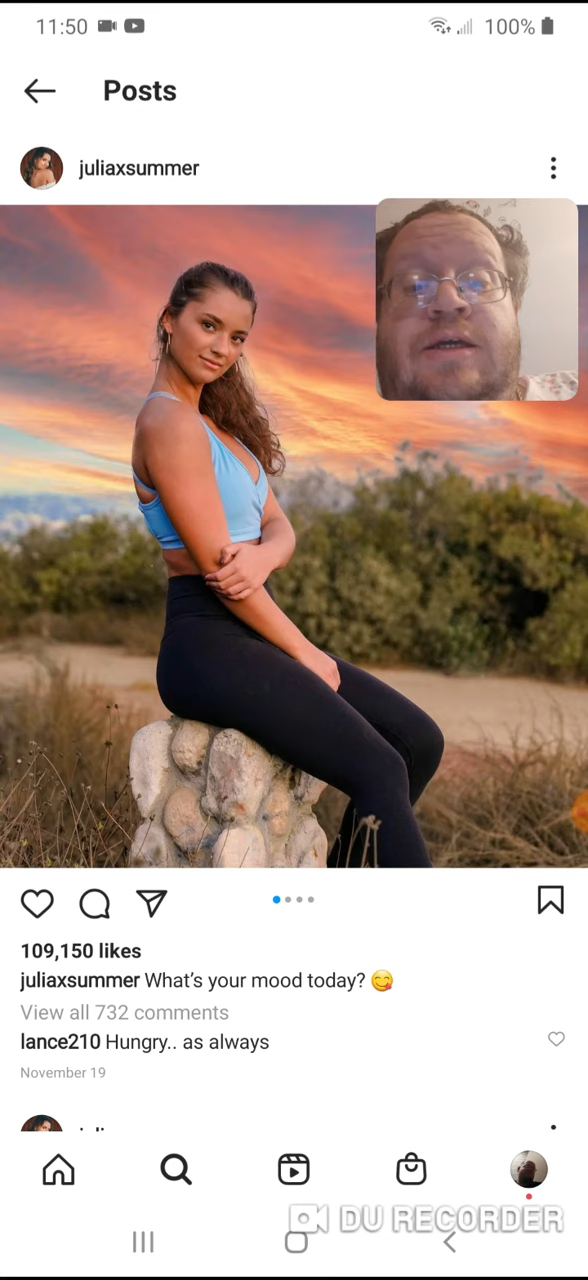 11:50
100%
Posts
juliaxsummer
109,150 likes
juliaxsummer What's your mood today? 😋
View all 732 comments
lance210 Hungry.. as always
November 19
DU RECORDER